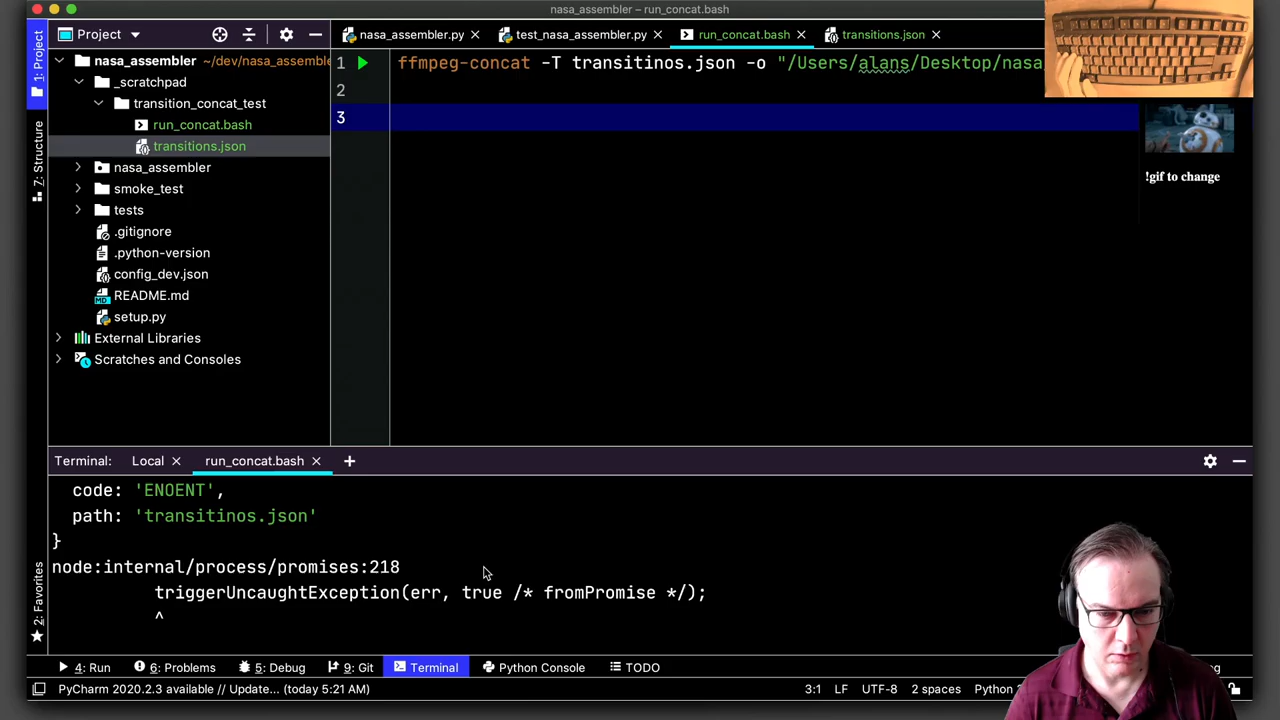 nasa_assembler – run_concat.bash
Project
nasa_assembler.py
test_nasa_assembler.py
run_concat.bash
transitions.json
1: Project
7: Structure
2: Favorites
nasa_assembler ~/dev/nasa_assemble
_scratchpad
transition_concat_test
run_concat.bash
transitions.json
nasa_assembler
smoke_test
tests
.gitignore
.python-version
config_dev.json
README.md
setup.py
External Libraries
Scratches and Consoles
1 ffmpeg-concat -T transitinos.json -o "/Users/alans/Desktop/nasa
2
3
!gif to change
Terminal: Local run_concat.bash
code: 'ENOENT',
path: 'transitinos.json'
}
node:internal/process/promises:218
triggerUncaughtException(err, true /* fromPromise */);
^
4: Run 6: Problems 5: Debug 9: Git Terminal Python Console TODO
PyCharm 2020.2.3 available // Update... (today 5:21 AM) 3:1 LF UTF-8 2 spaces Python